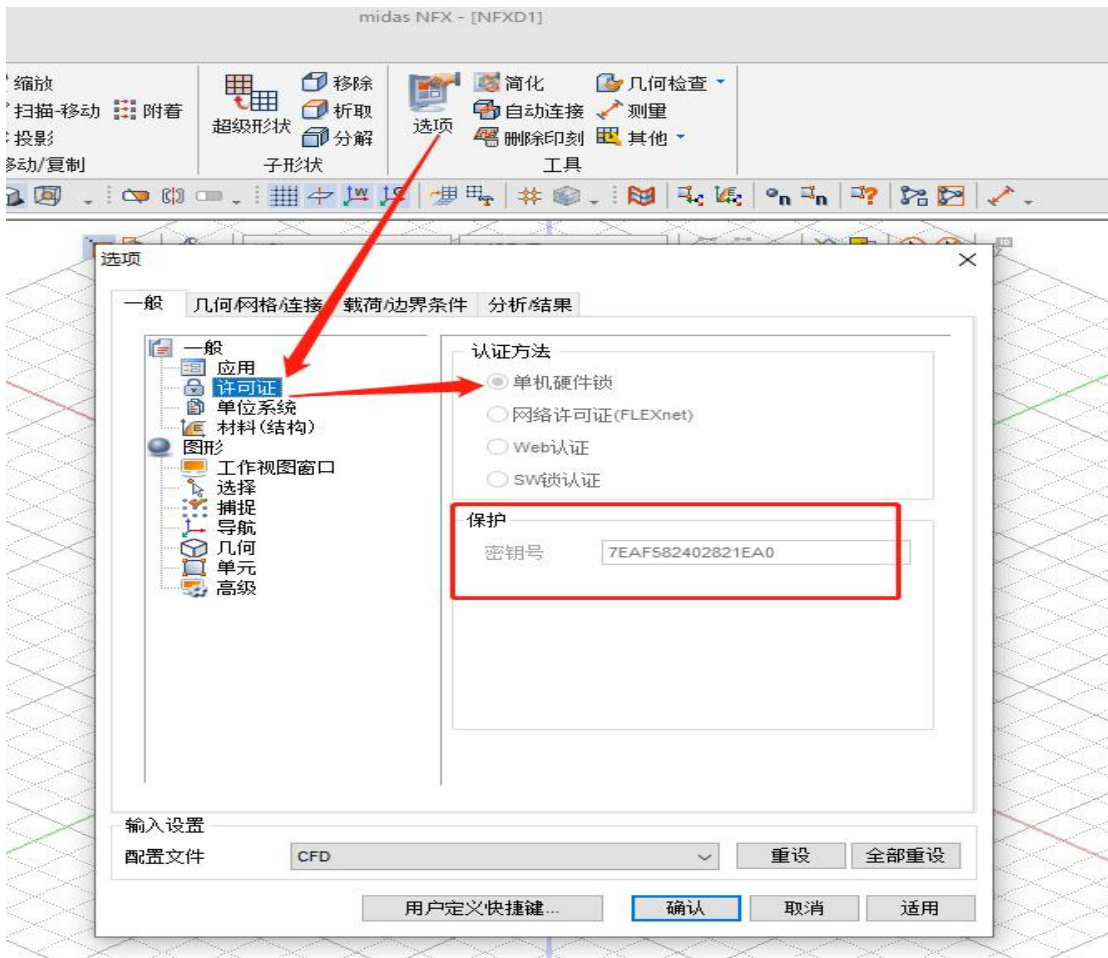 midas NFX - [NFXD1]
缩放
移除
简化
几何检查
扫描-移动
附着
超级形状
析取
选项
自动连接
测量
投影
分解
删除印刻
其他
移动/复制
子形状
工具
选项
一般
几何/网格/连接
载荷/边界条件
分析/结果
一般
应用
许可证
单位系统
材料(结构)
图形
工作视图窗口
选择
捕捉
导航
几何
单元
高级
认证方法
单机硬件锁
网络许可证(FLEXnet)
Web认证
SW锁认证
保护
密钥号
7EAF582402821EA0
输入设置
配置文件
CFD
重设
全部重设
用户定义快捷键...
确认
取消
适用